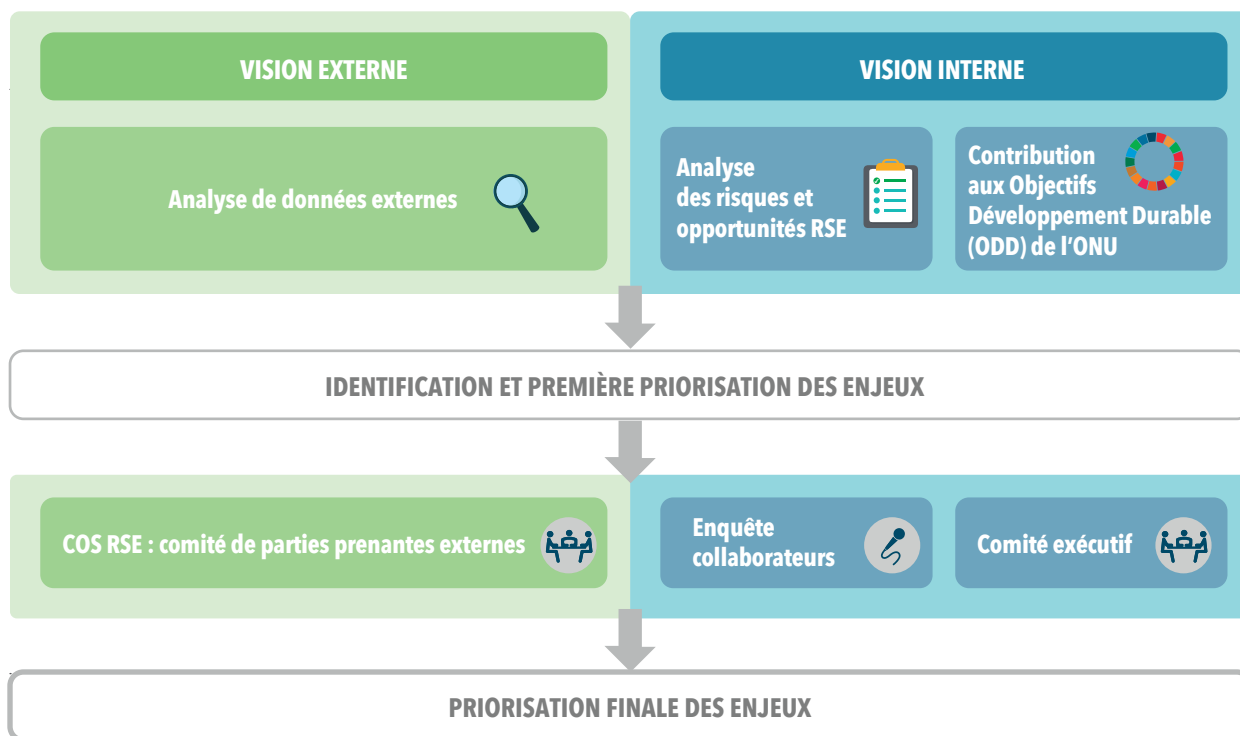 VISION EXTERNE
VISION INTERNE
Analyse de données externes
Analyse
des risques et
opportunités RSE
Contribution
aux Objectifs
Développement Durable
(ODD) de l'ONU
IDENTIFICATION ET PREMIÈRE PRIORISATION DES ENJEUX
COS RSE : comité de parties prenantes externes
Enquête
collaborateurs
Comité exécutif
PRIORISATION FINALE DES ENJEUX